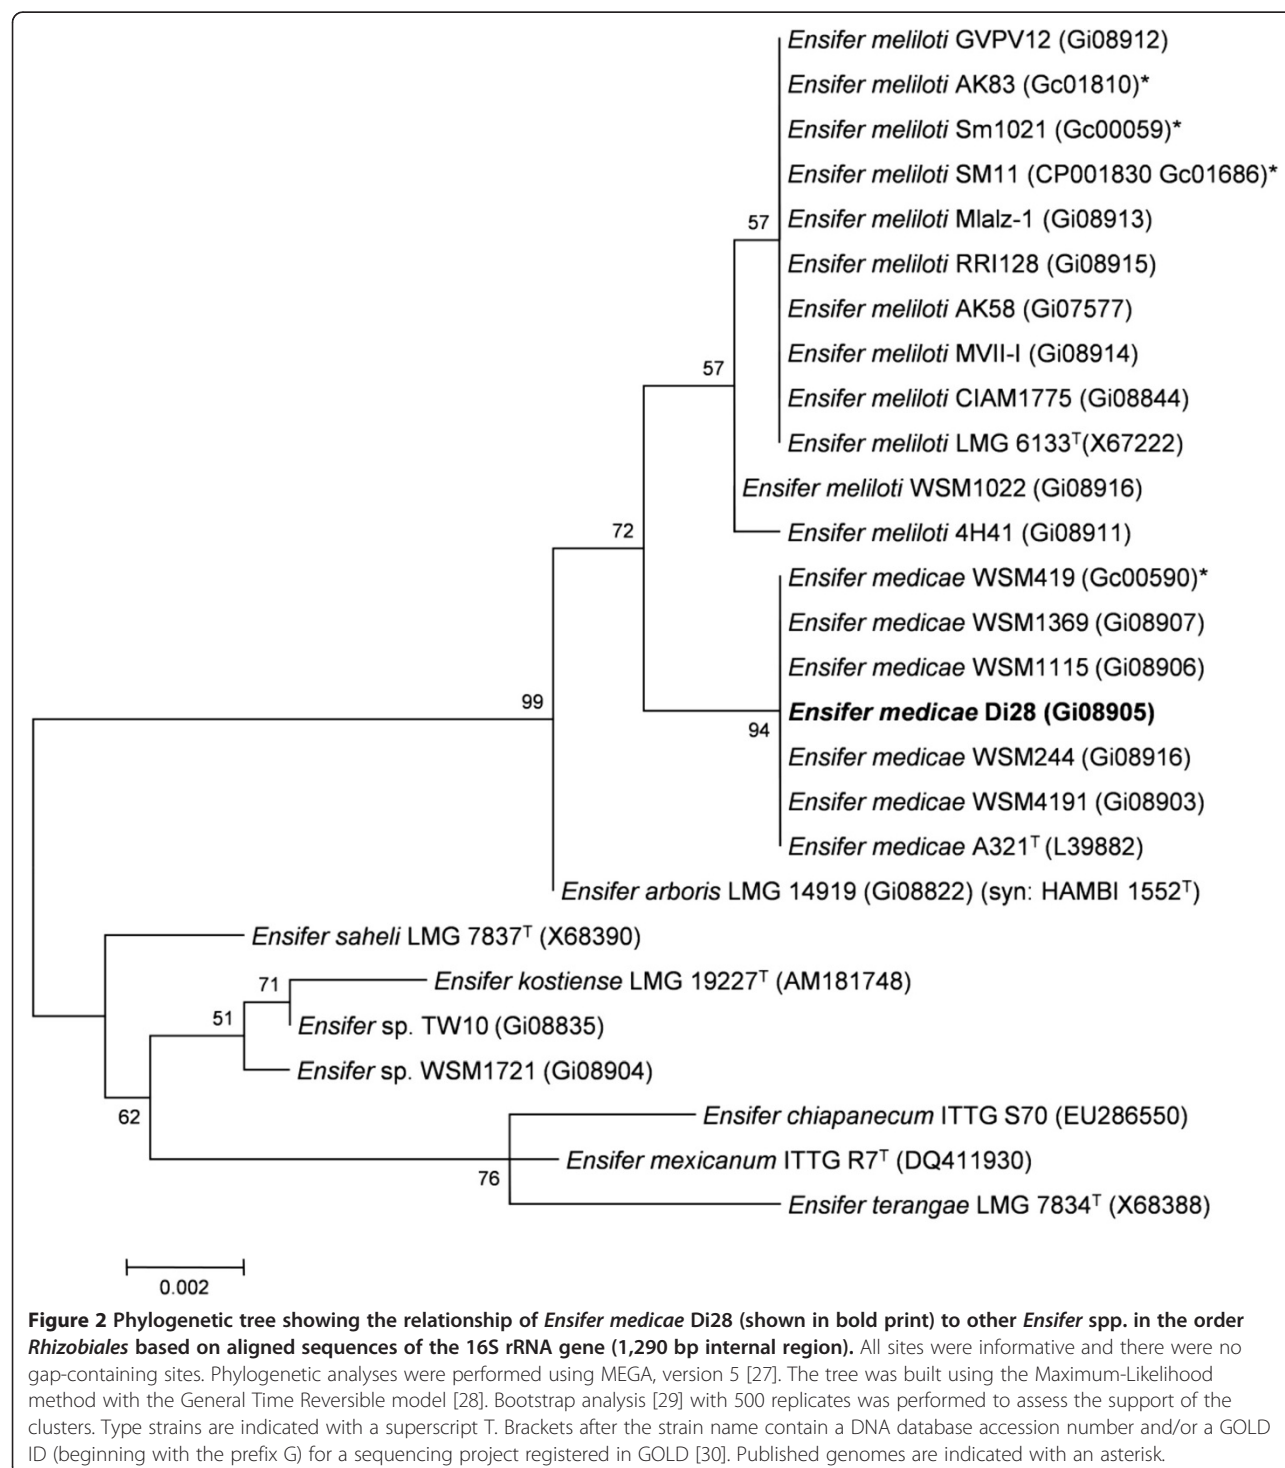 Ensifer meliloti GVPV12 (Gi08912)
Ensifer meliloti AK83 (Gc01810)*
Ensifer meliloti Sm1021 (Gc00059)*
Ensifer meliloti SM11 (CP001830 Gc01686)*
57
Ensifer meliloti Mlalz-1 (Gi08913)
Ensifer meliloti RRI128 (Gi08915)
Ensifer meliloti AK58 (Gi07577)
Ensifer meliloti MVII-I (Gi08914)
57
Ensifer meliloti CIAM1775 (Gi08844)
Ensifer meliloti LMG 6133ᵀ(X67222)
Ensifer meliloti WSM1022 (Gi08916)
72
Ensifer meliloti 4H41 (Gi08911)
Ensifer medicae WSM419 (Gc00590)*
Ensifer medicae WSM1369 (Gi08907)
Ensifer medicae WSM1115 (Gi08906)
99
Ensifer medicae Di28 (Gi08905)
94
Ensifer medicae WSM244 (Gi08916)
Ensifer medicae WSM4191 (Gi08903)
Ensifer medicae A321ᵀ (L39882)
Ensifer arboris LMG 14919 (Gi08822) (syn: HAMBI 1552ᵀ)
Ensifer saheli LMG 7837ᵀ (X68390)
71
Ensifer kostiense LMG 19227ᵀ (AM181748)
51
Ensifer sp. TW10 (Gi08835)
Ensifer sp. WSM1721 (Gi08904)
62
Ensifer chiapanecum ITTG S70 (EU286550)
Ensifer mexicanum ITTG R7ᵀ (DQ411930)
76
Ensifer terangae LMG 7834ᵀ (X68388)
0.002
Figure 2 Phylogenetic tree showing the relationship of Ensifer medicae Di28 (shown in bold print) to other Ensifer spp. in the order
Rhizobiales based on aligned sequences of the 16S rRNA gene (1,290 bp internal region). All sites were informative and there were no
gap-containing sites. Phylogenetic analyses were performed using MEGA, version 5 [27]. The tree was built using the Maximum-Likelihood
method with the General Time Reversible model [28]. Bootstrap analysis [29] with 500 replicates was performed to assess the support of the
clusters. Type strains are indicated with a superscript T. Brackets after the strain name contain a DNA database accession number and/or a GOLD
ID (beginning with the prefix G) for a sequencing project registered in GOLD [30]. Published genomes are indicated with an asterisk.